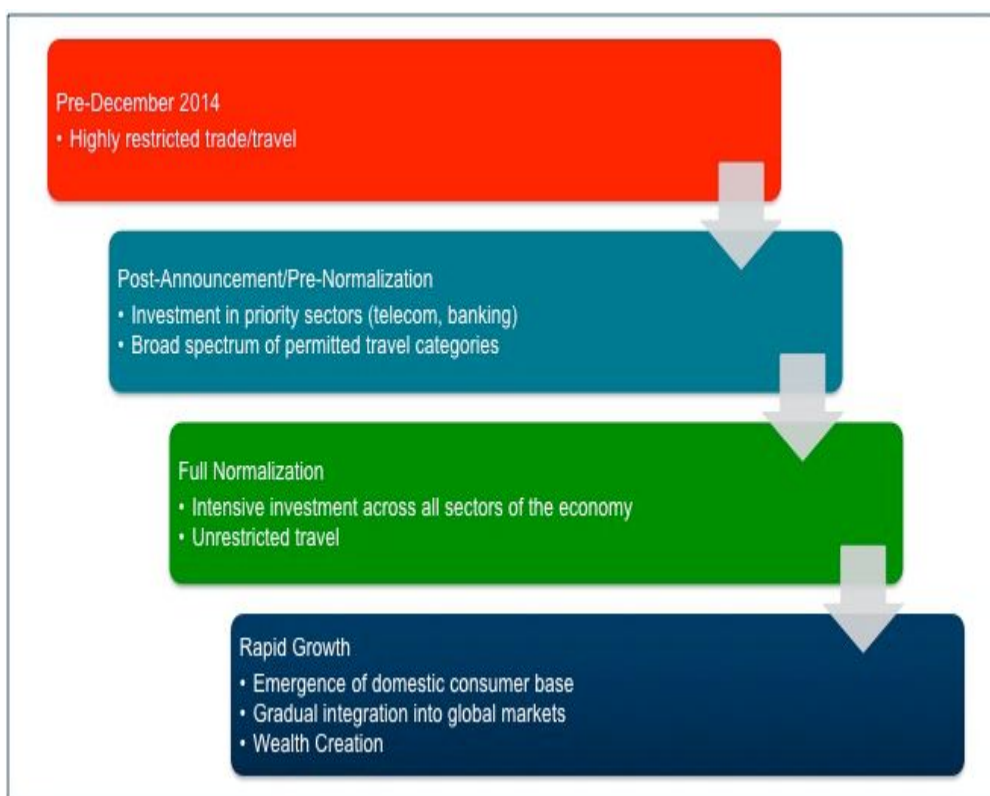 Pre-December 2014
• Highly restricted trade/travel
Post-Announcement/Pre-Normalization
• Investment in priority sectors (telecom, banking)
• Broad spectrum of permitted travel categories
Full Normalization
• Intensive investment across all sectors of the economy
• Unrestricted travel
Rapid Growth
• Emergence of domestic consumer base
• Gradual integration into global markets
• Wealth Creation